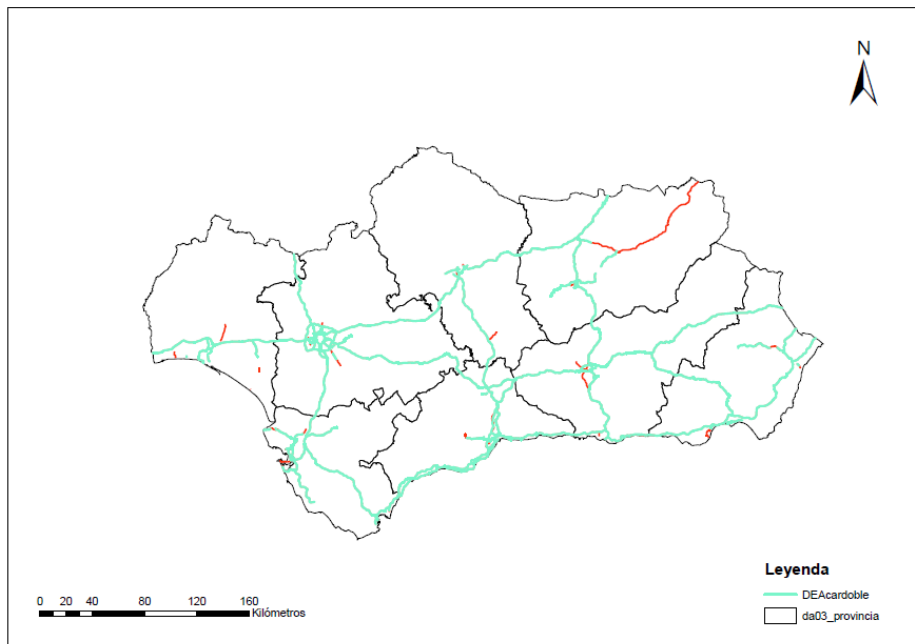 N
Leyenda
DEAcardoble
da03_provincia
0 20 40 80 120 160
Kilómetros